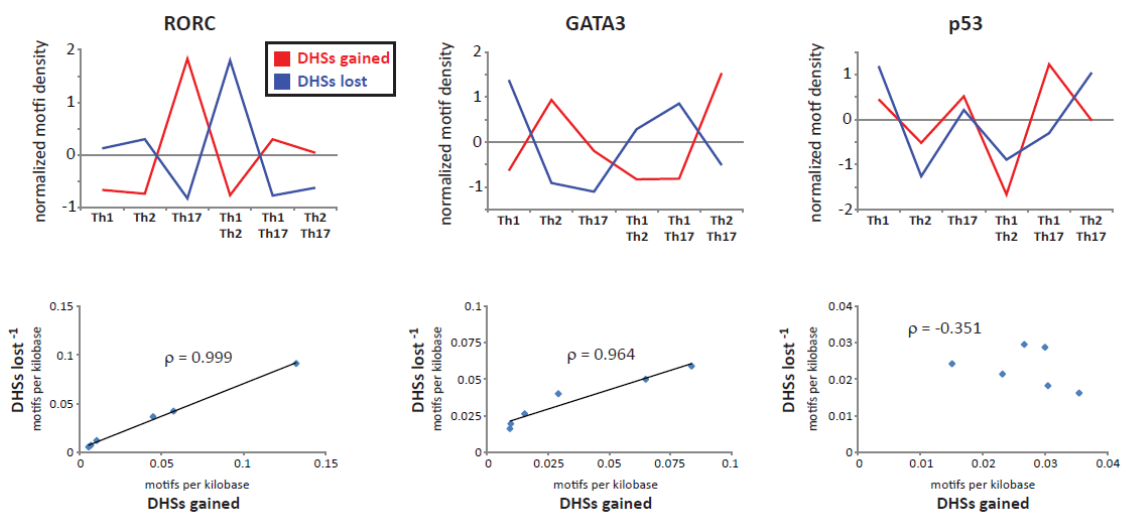 RORC
normalized motfi density
2
1
0
-1
DHSs gained
DHSs lost
Th1
Th2
Th17
Th1
Th2
Th1
Th17
Th2
Th17
GATA3
normalized motif density
2
1
0
-1
Th1
Th2
Th17
Th1
Th2
Th1
Th17
Th2
Th17
p53
normalized motif density
1
0
-1
-2
Th1
Th2
Th17
Th1
Th2
Th1
Th17
Th2
Th17
DHSs lost -1
motifs per kilobase
0.15
0.1
0.05
0
ρ = 0.999
0
0.05
0.1
0.15
motifs per kilobase
DHSs gained
DHSs lost -1
motifs per kilobase
0.1
0.075
0.05
0.025
0
ρ = 0.964
0
0.025
0.05
0.075
0.1
motifs per kilobase
DHSs gained
DHSs lost -1
motifs per kilobase
0.04
0.03
0.02
0.01
0
ρ = -0.351
0
0.01
0.02
0.03
0.04
motifs per kilobase
DHSs gained